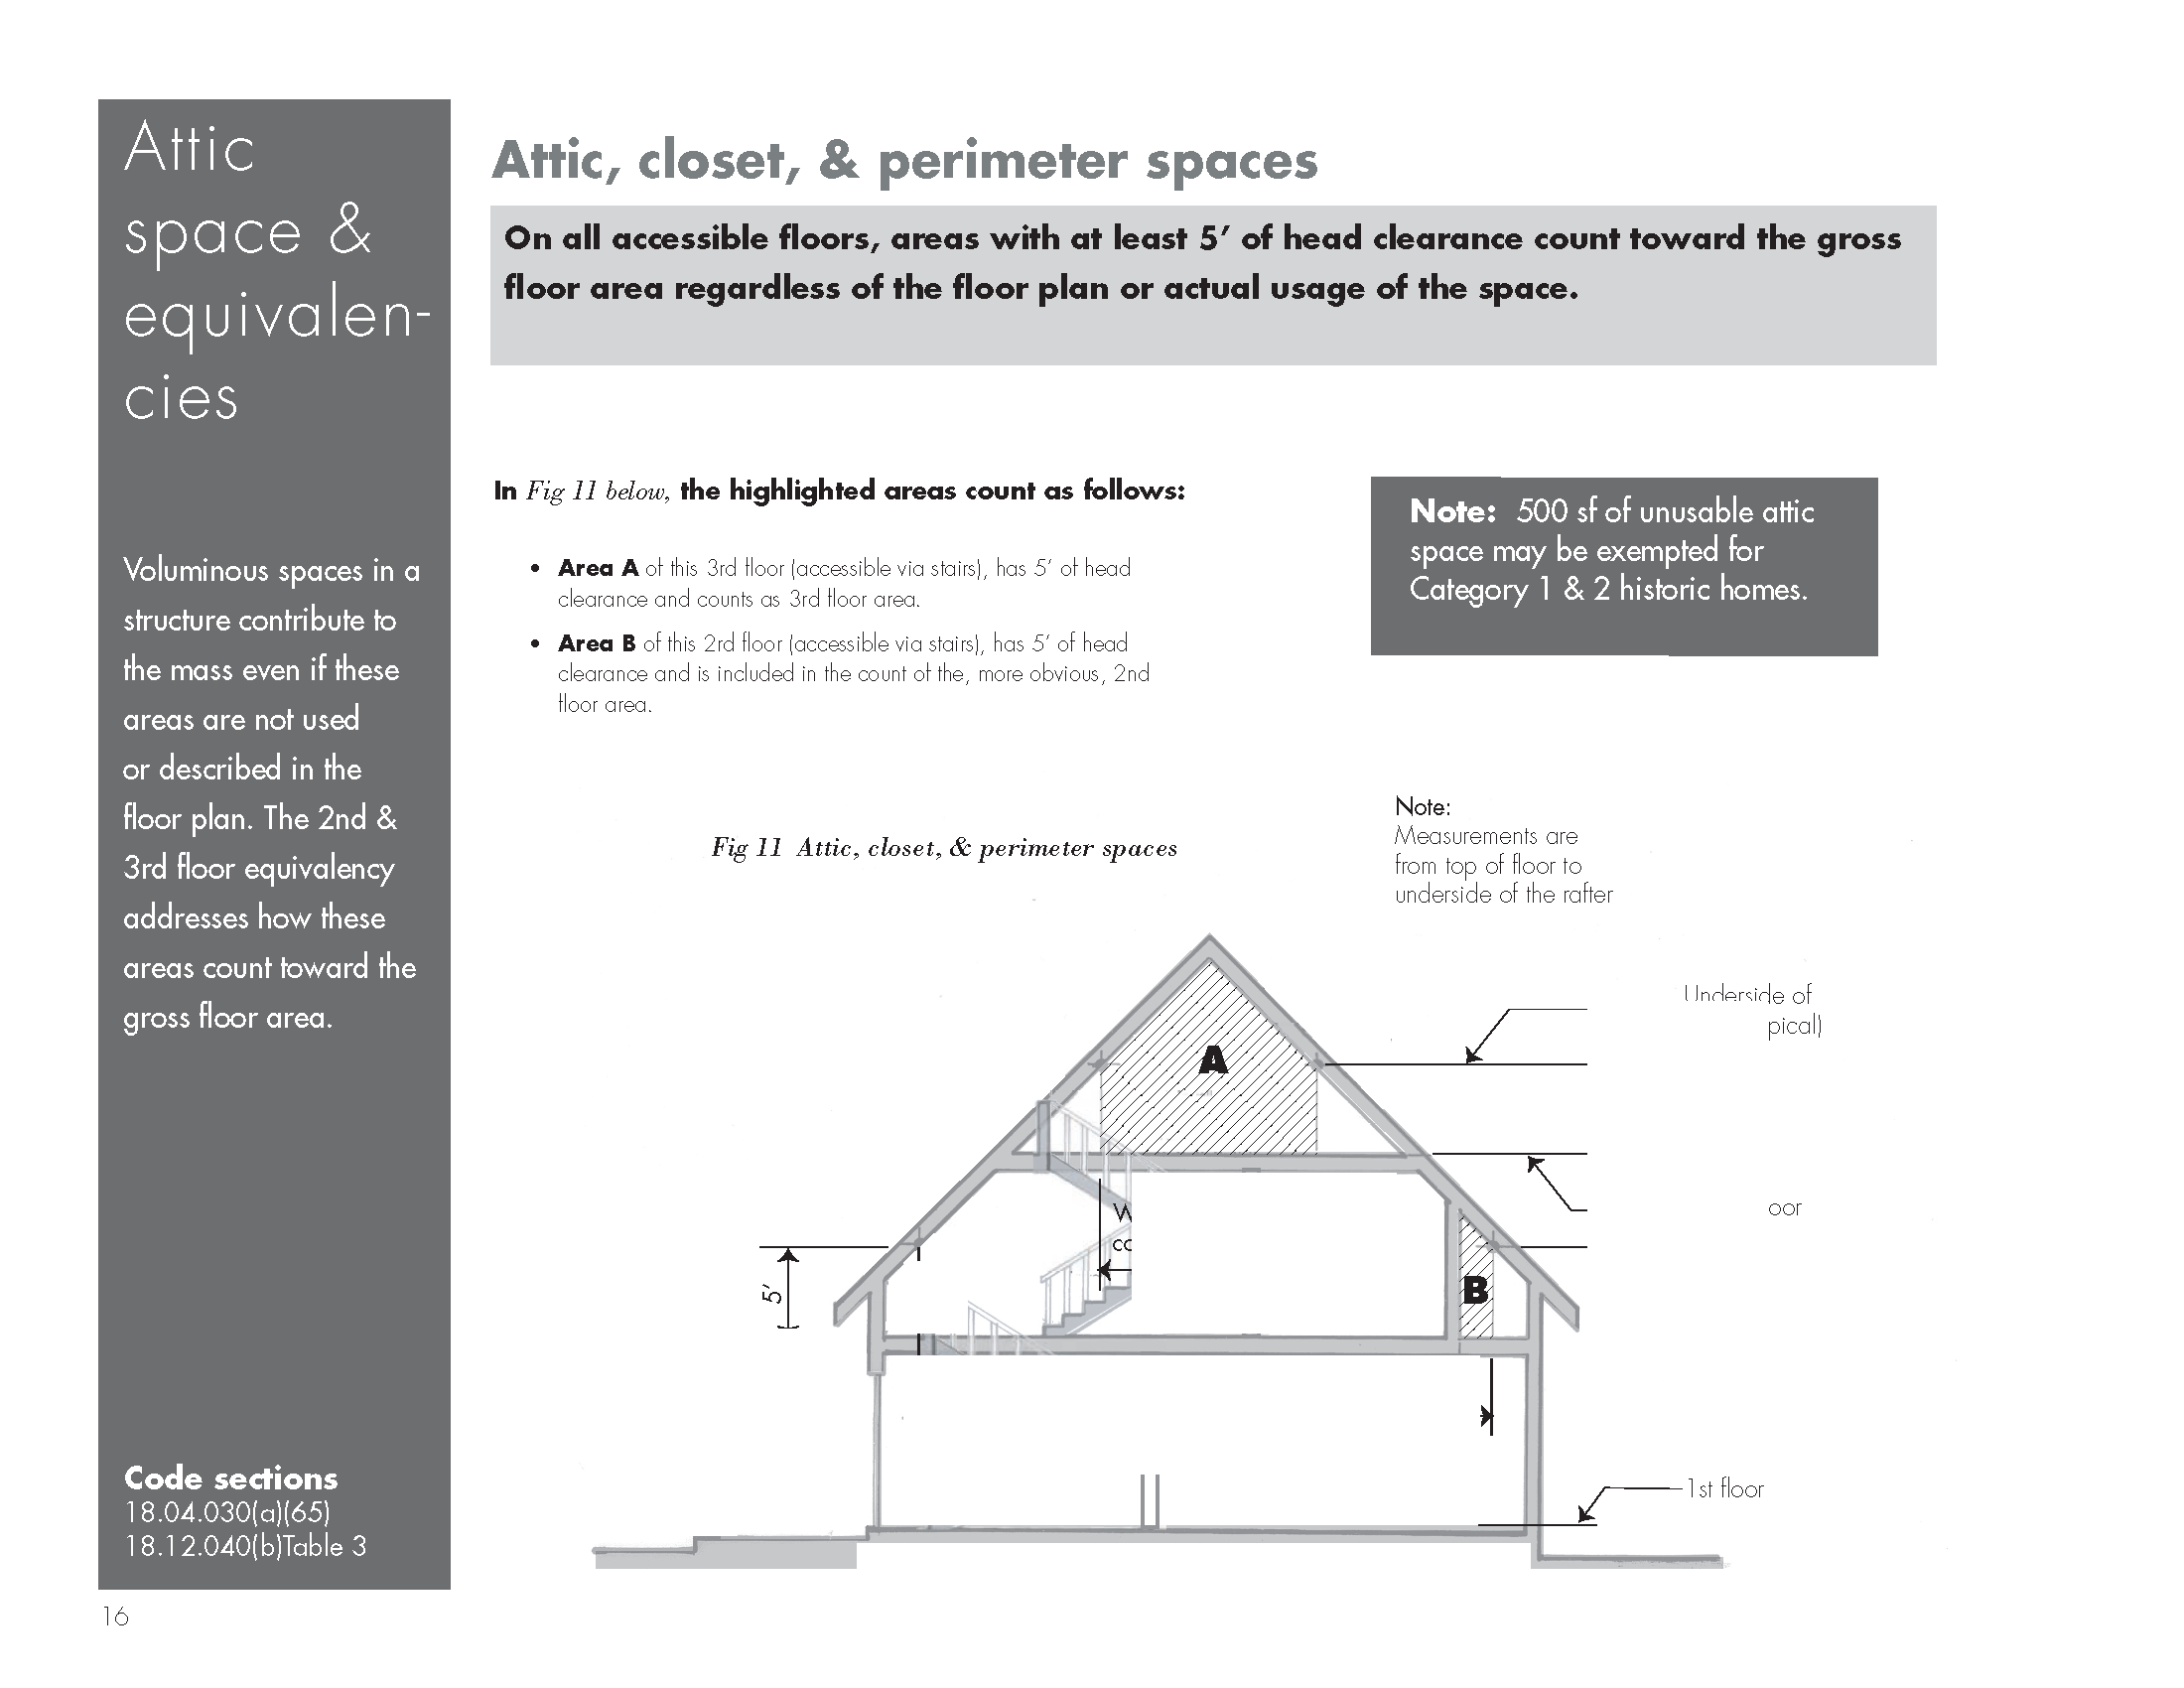 Attic
space &
equivalen-
cies
Voluminous spaces in a
structure contribute to
the mass even if these
areas are not used
or described in the
floor plan. The 2nd &
3rd floor equivalency
addresses how these
areas count toward the
gross floor area.
Code sections
18.04.030(a)(65)
18.12.040(b)Table 3
16
Attic, closet, & perimeter spaces
On all accessible floors, areas with at least 5’ of head clearance count toward the gross
floor area regardless of the floor plan or actual usage of the space.
In Fig 11 below, the highlighted areas count as follows:
• Area A of this 3rd floor (accessible via stairs), has 5’ of head
clearance and counts as 3rd floor area.
• Area B of this 2rd floor (accessible via stairs), has 5’ of head
clearance and is included in the count of the, more obvious, 2nd
floor area.
Note: 500 sf of unusable attic
space may be exempted for
Category 1 & 2 historic homes.
Fig 11 Attic, closet, & perimeter spaces
Note:
Measurements are
from top of floor to
underside of the rafter
Underside of
pical)
A
oor
B
5’
1st floor